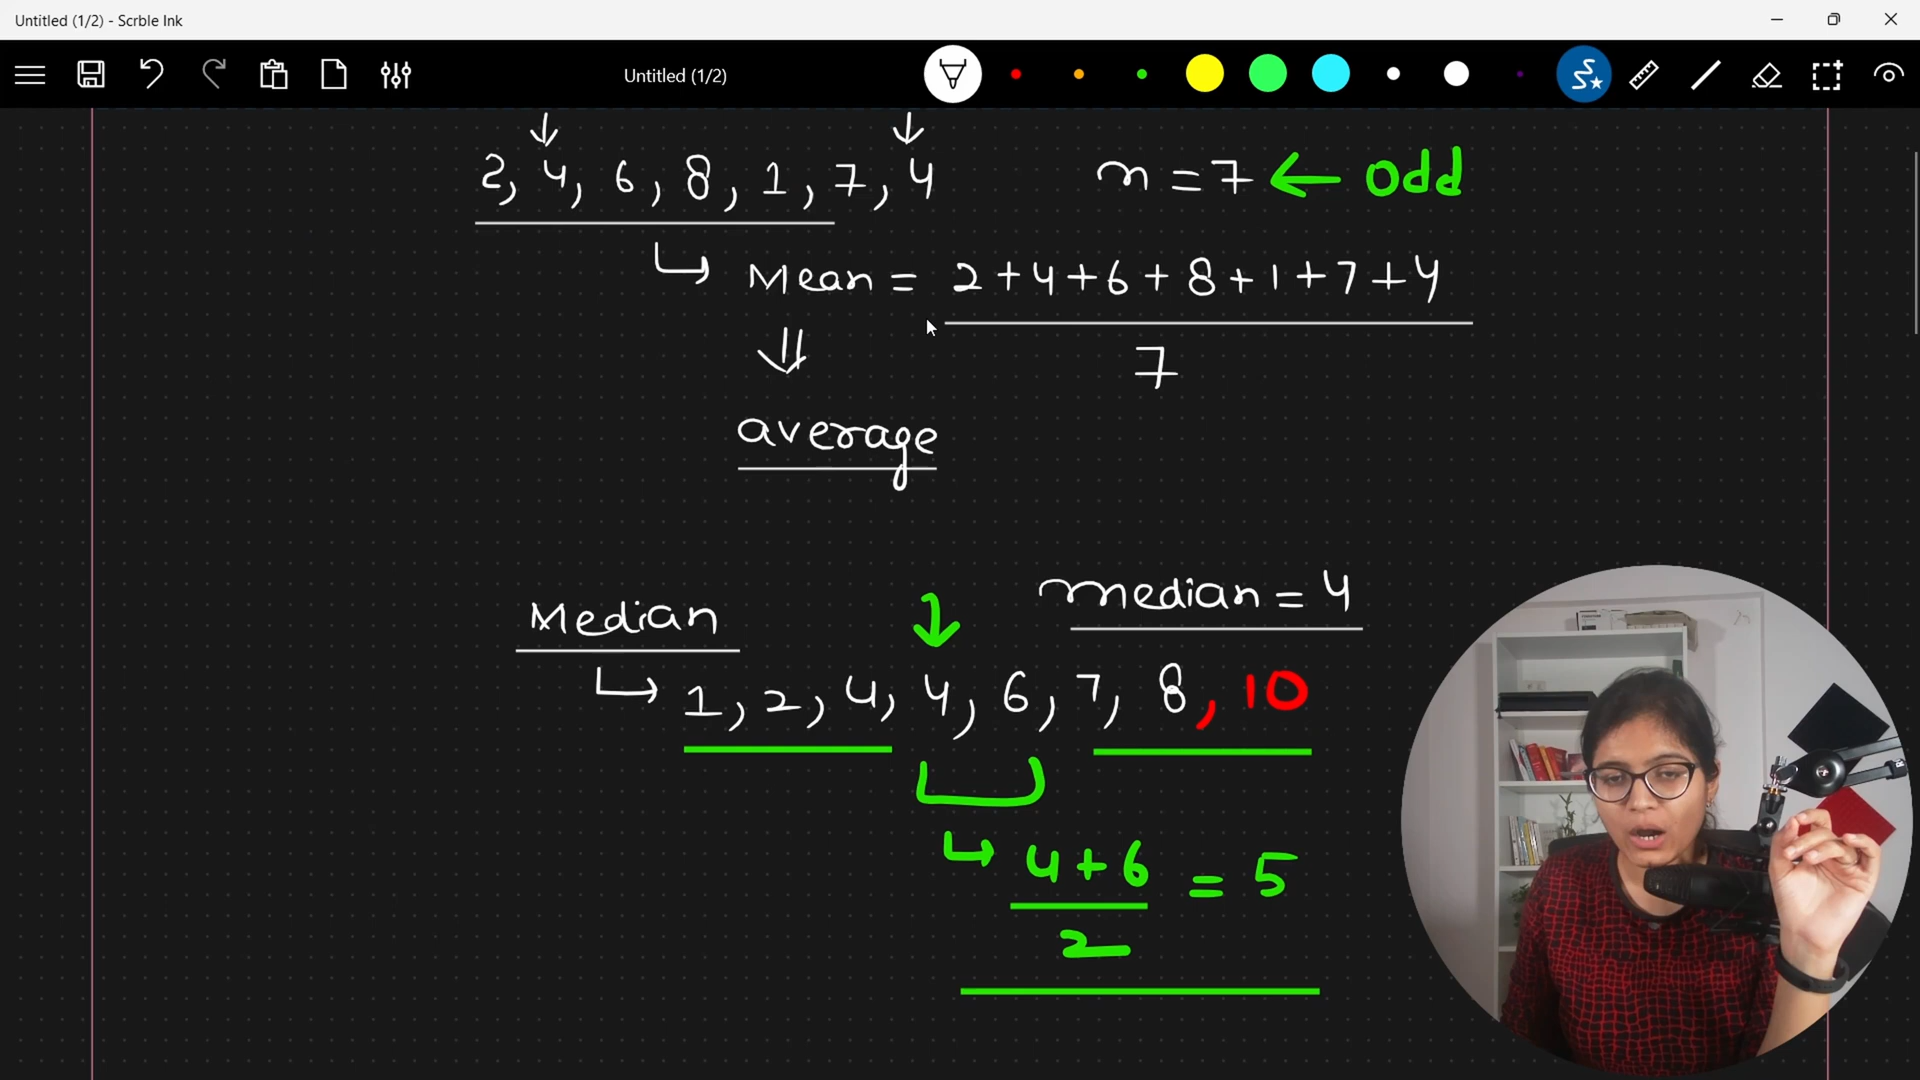 Untitled (1/2) - Scrble Ink
Untitled (1/2)
2, 4, 6, 8, 1, 7, 4
n = 7 ← odd
↳ Mean = 2+4+6+8+1+7+4
7
⇓
average
Median
median = 4
↳ 1, 2, 4, 4, 6, 7, 8, 10
↳ 4+6 = 5
2